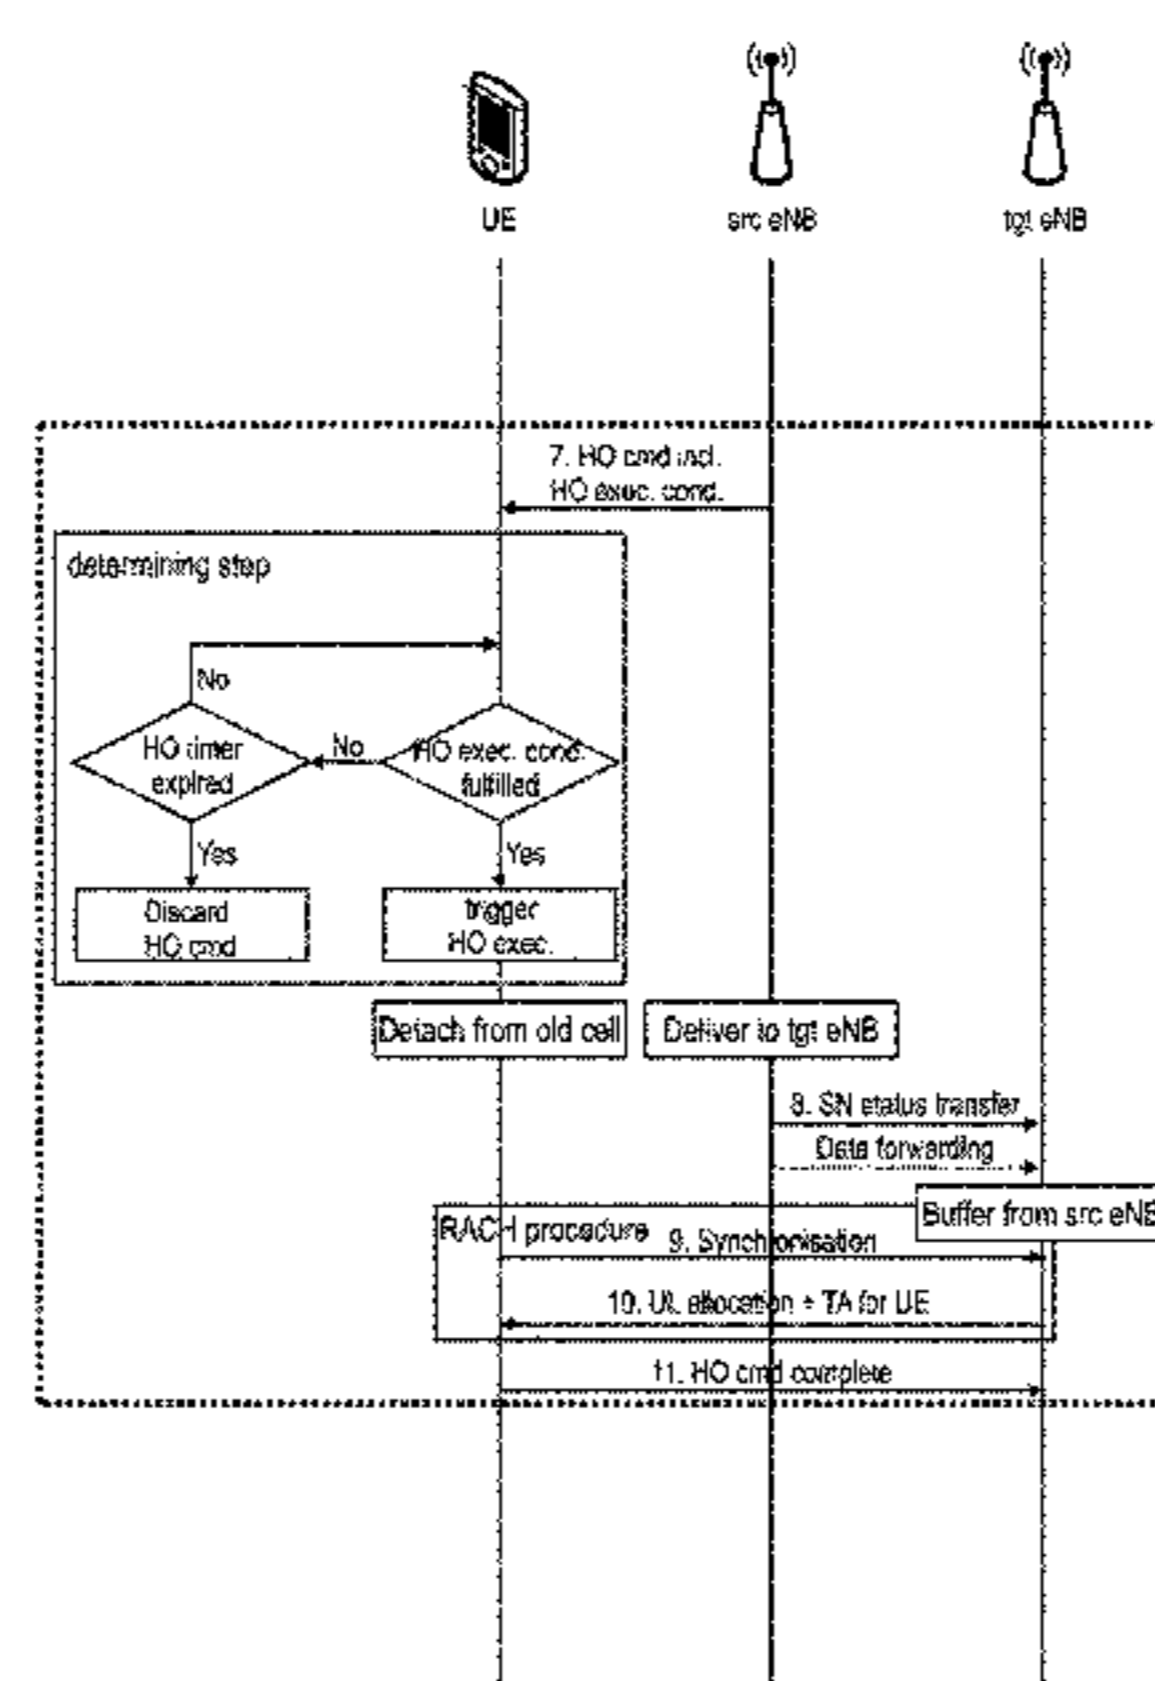 UE
src eNB
tgt eNB
7. HO cmd incl.
HO exec. cond.
determining step
No
HO timer
expired
No
HO exec. cond.
fulfilled
Yes
Yes
Discard
HO cmd
trigger
HO exec.
Detach from old cell
Deliver to tgt eNB
8. SN status transfer
Data forwarding
Buffer from src eNB
RACH procedure
9. Synchronisation
10. UL allocation + TA for UE
11. HO cmd complete